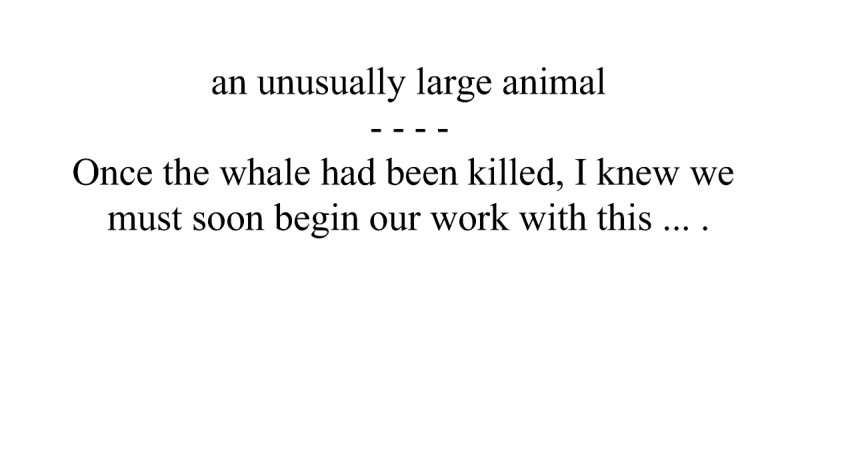 an unusually large animal
- - - -
Once the whale had been killed, I knew we
must soon begin our work with this ... .